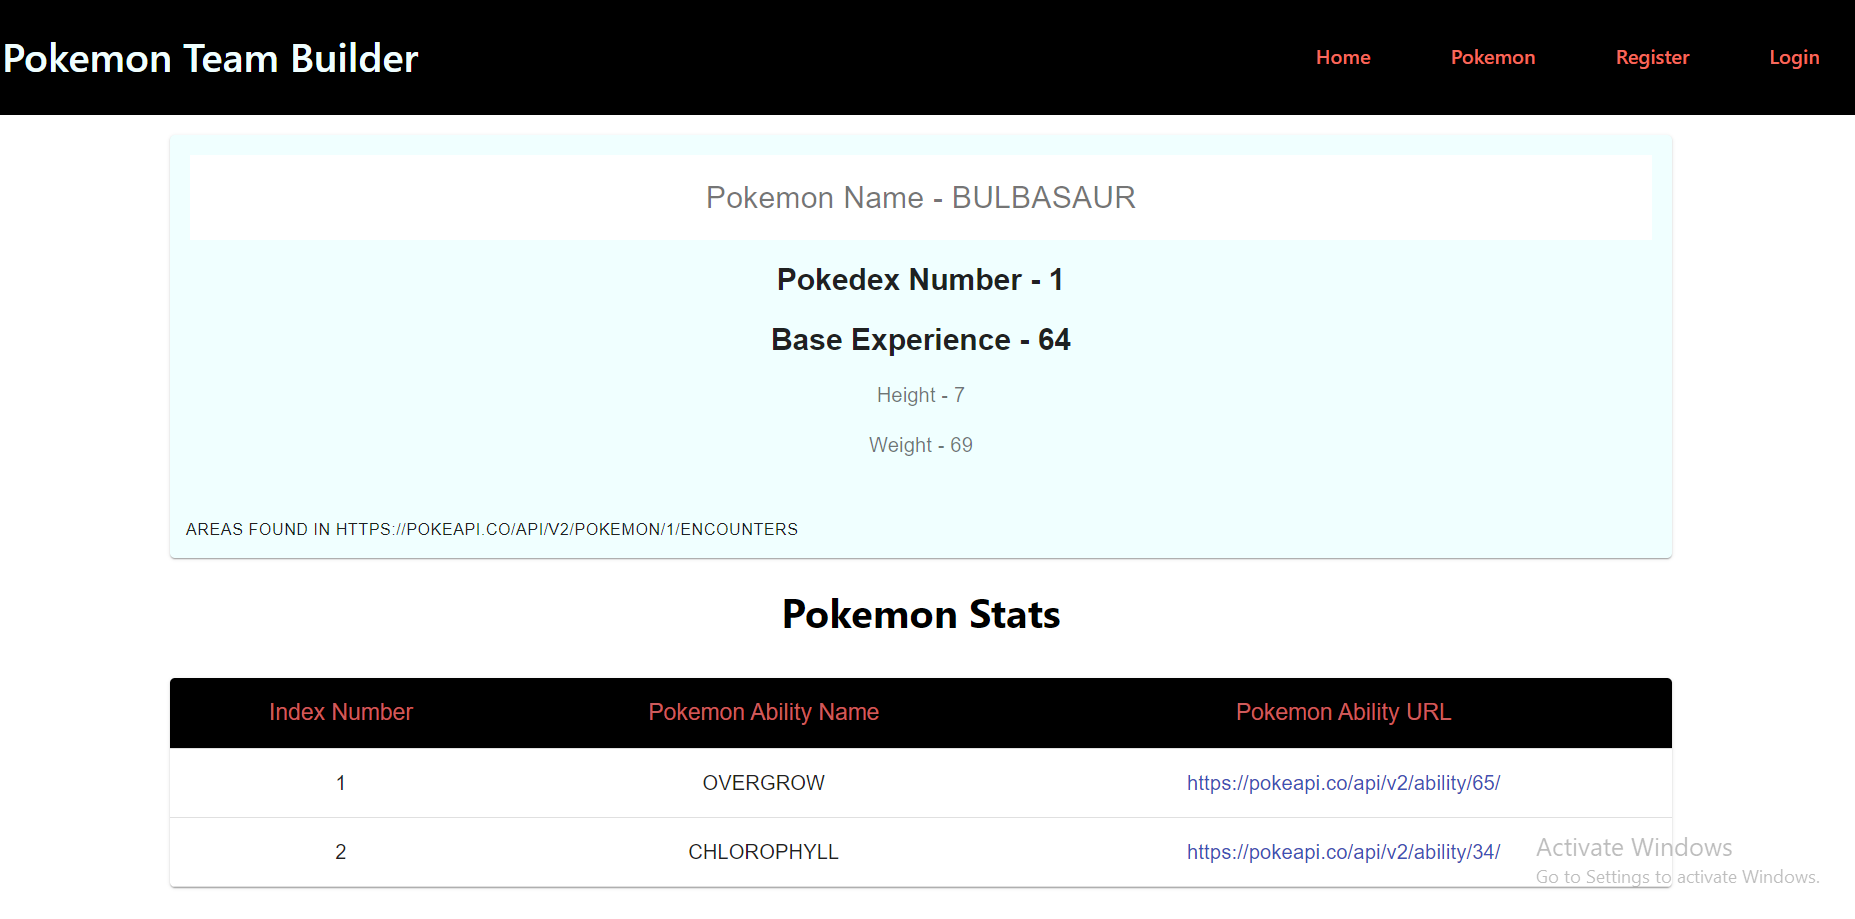 Pokemon Team Builder
Home Pokemon Register Login
Pokemon Name - BULBASAUR
Pokedex Number - 1
Base Experience - 64
Height - 7
Weight - 69
AREAS FOUND IN HTTPS://POKEAPI.CO/API/V2/POKEMON/1/ENCOUNTERS
Pokemon Stats
Index Number Pokemon Ability Name Pokemon Ability URL
1 OVERGROW https://pokeapi.co/api/v2/ability/65/
2 CHLOROPHYLL https://pokeapi.co/api/v2/ability/34/
Activate Windows
Go to Settings to activate Windows.